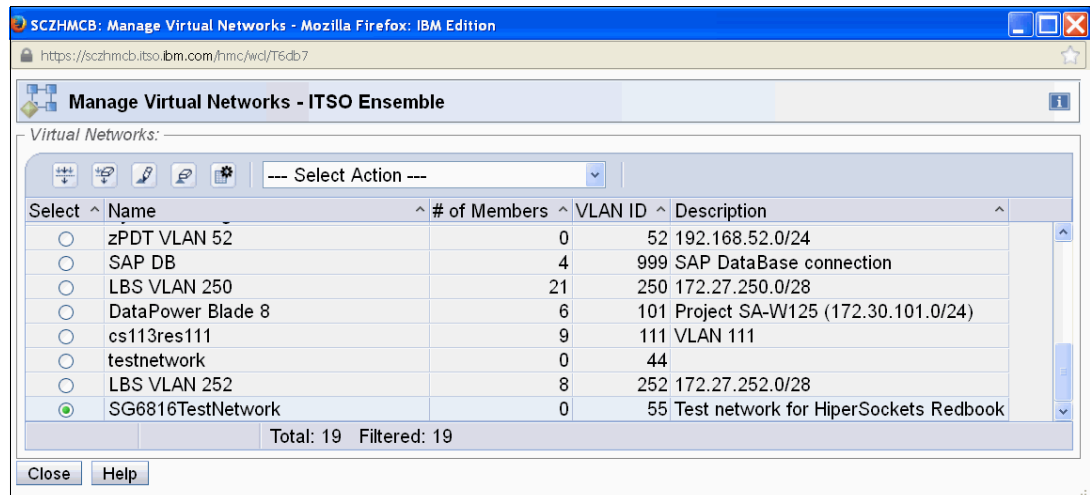 SCZHMCB: Manage Virtual Networks - Mozilla Firefox: IBM Edition
https://sczhmcb.itso.ibm.com/hmc/wcl/T6db7
Manage Virtual Networks - ITSO Ensemble
Virtual Networks:
--- Select Action ---
Select ^ Name ^ # of Members ^ VLAN ID ^ Description ^
zPDT VLAN 52 0 52 192.168.52.0/24
SAP DB 4 999 SAP DataBase connection
LBS VLAN 250 21 250 172.27.250.0/28
DataPower Blade 8 6 101 Project SA-W125 (172.30.101.0/24)
cs113res111 9 111 VLAN 111
testnetwork 0 44
LBS VLAN 252 8 252 172.27.252.0/28
SG6816TestNetwork 0 55 Test network for HiperSockets Redbook
Total: 19 Filtered: 19
Close Help